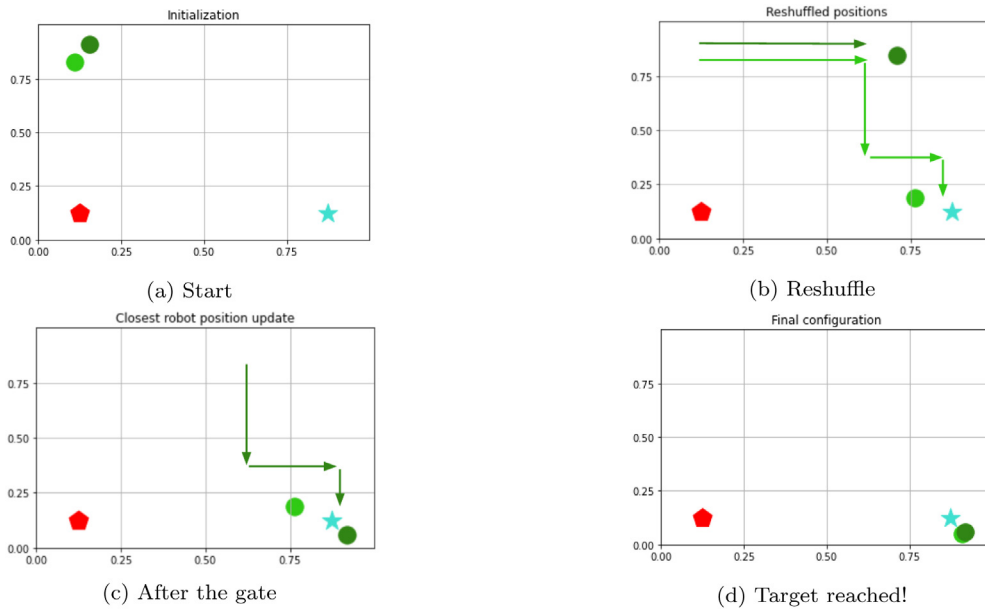 Initialization
0.75
0.50
0.25
0.00
0.00 0.25 0.50 0.75
(a) Start
Reshuffled positions
0.75
0.50
0.25
0.00
0.00 0.25 0.50 0.75
(b) Reshuffle
Closest robot position update
0.75
0.50
0.25
0.00
0.00 0.25 0.50 0.75
(c) After the gate
Final configuration
0.75
0.50
0.25
0.00
0.00 0.25 0.50 0.75
(d) Target reached!